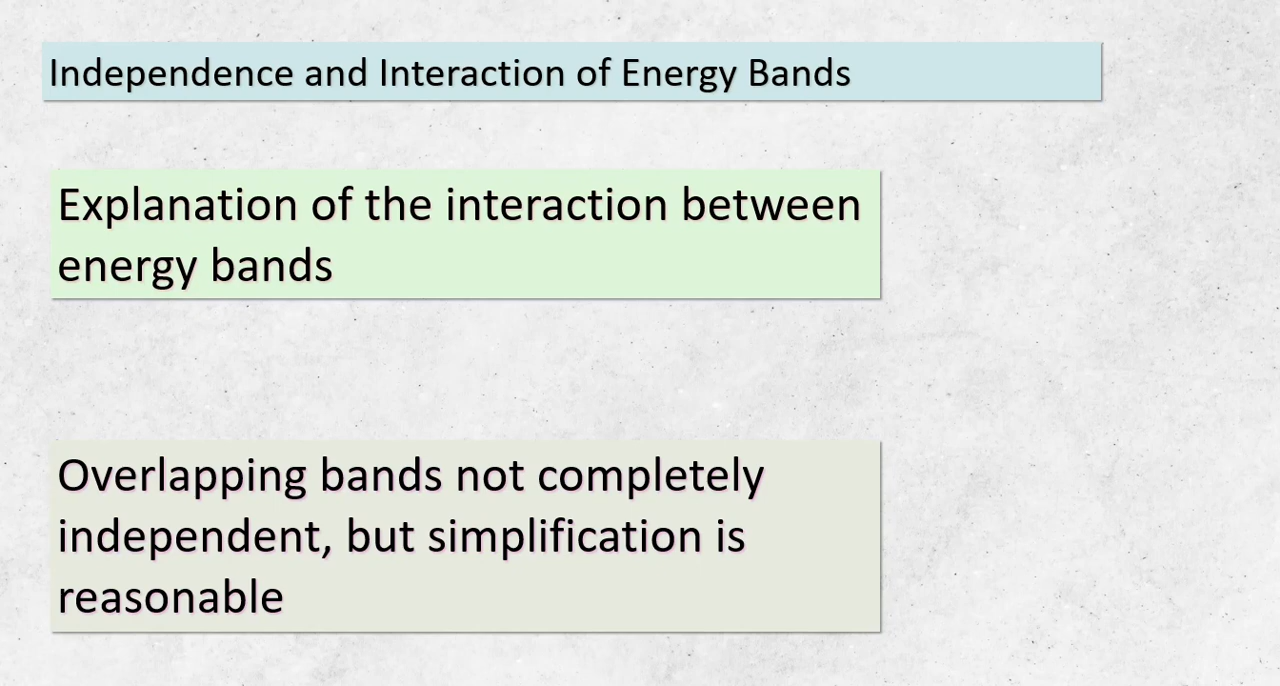 Independence and Interaction of Energy Bands
Explanation of the interaction between
energy bands
Overlapping bands not completely
independent, but simplification is
reasonable